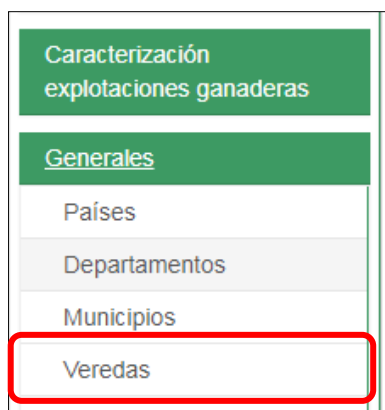 Caracterización
explotaciones ganaderas
Generales
Países
Departamentos
Municipios
Veredas